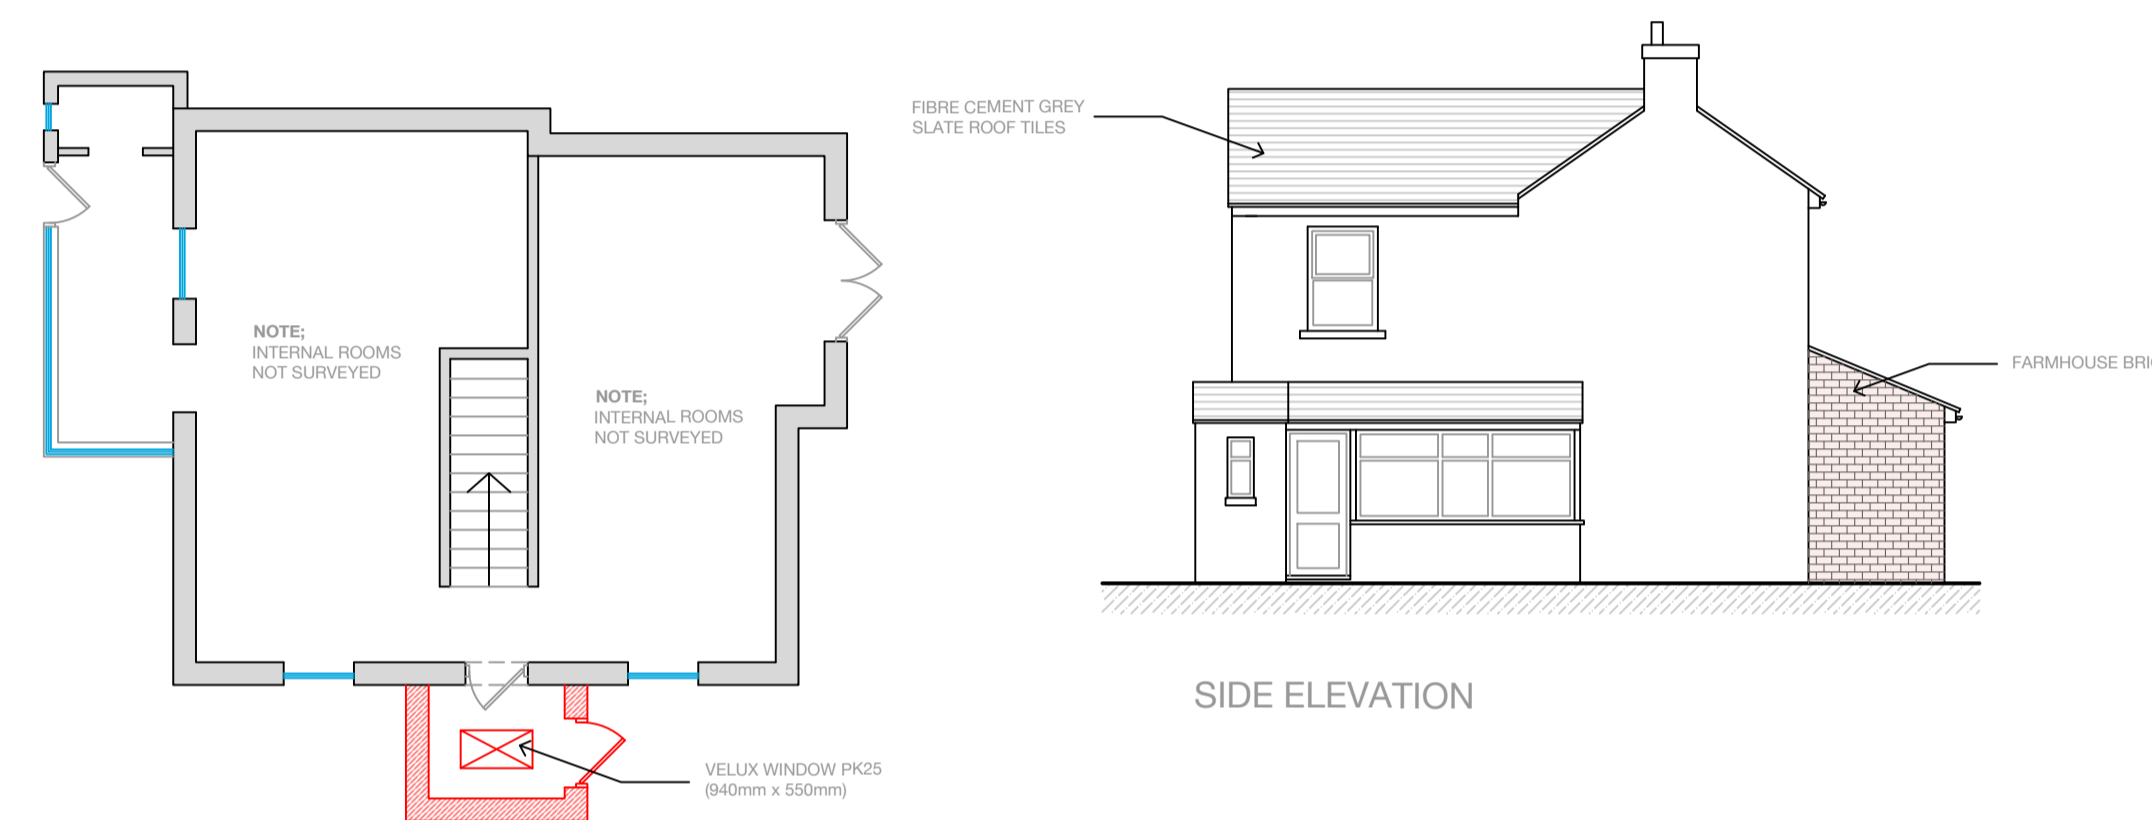 FIBRE CEMENT GREY
SLATE ROOF TILES
NOTE;
INTERNAL ROOMS
NOT SURVEYED
NOTE;
INTERNAL ROOMS
NOT SURVEYED
FARMHOUSE
SIDE ELEVATION
VELUX WINDOW PK25
(940mm x 550mm)